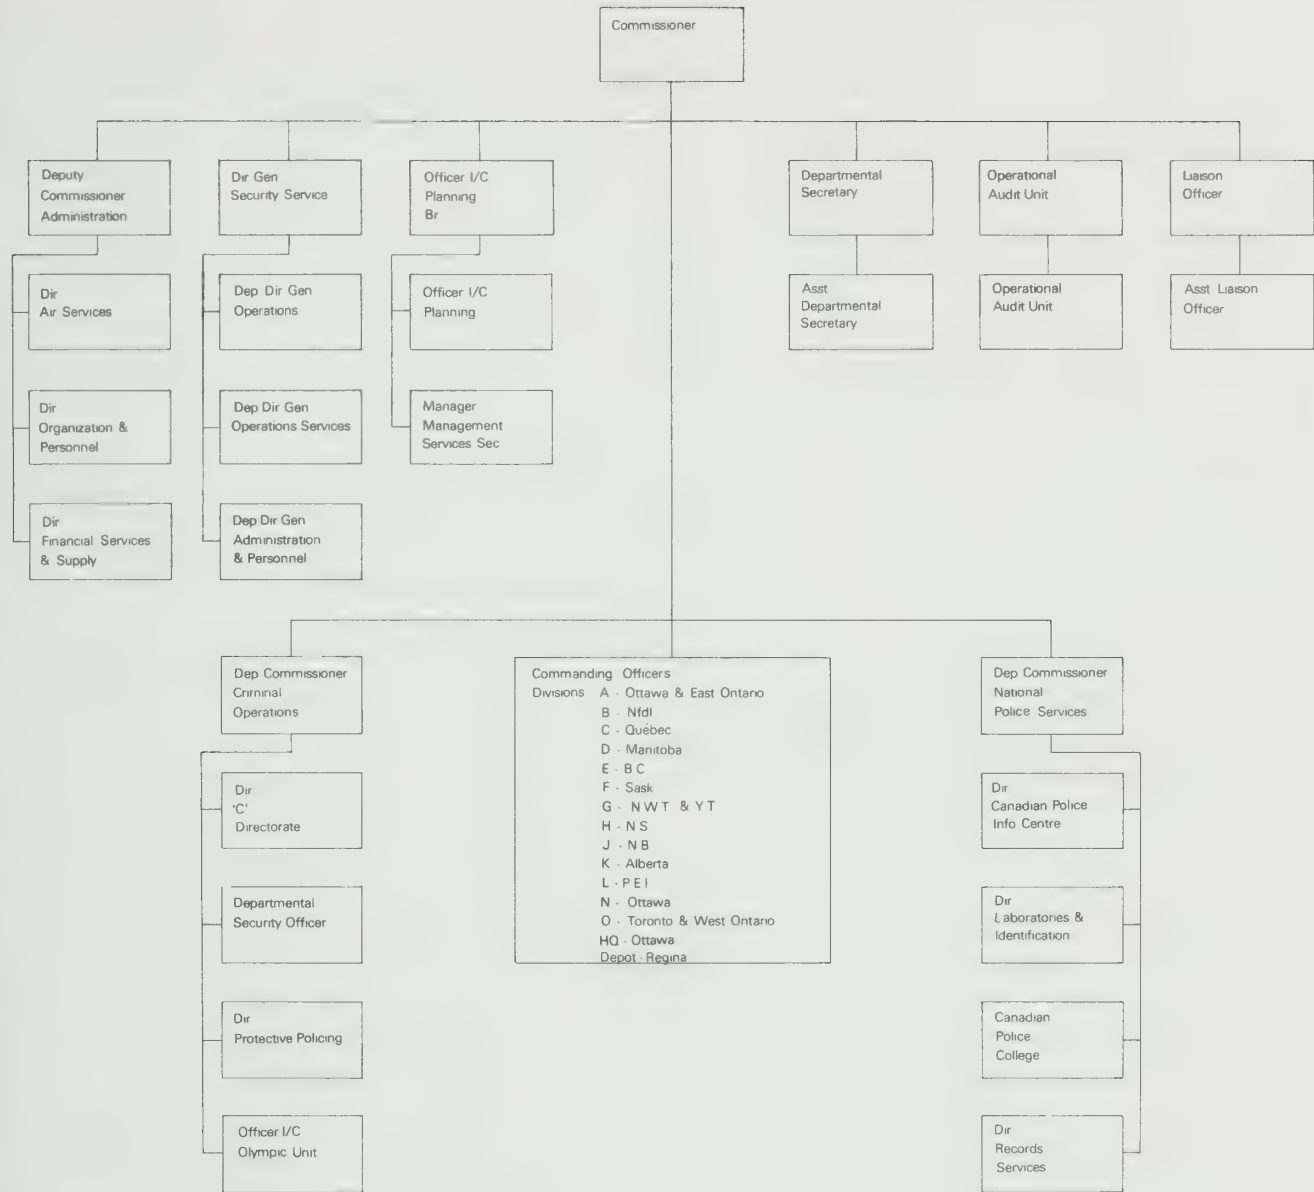 Commissioner
Deputy
Commissioner
Administration
Dir Gen
Security Service
Officer I/C
Planning
Br
Departmental
Secretary
Operational
Audit Unit
Liaison
Officer
Dir
Air Services
Dep Dir Gen
Operations
Officer I/C
Planning
Asst
Departmental
Secretary
Operational
Audit Unit
Asst Liaison
Officer
Dir
Organization &
Personnel
Dep Dir Gen
Operations Services
Manager
Management
Services Sec
Dir
Financial Services
& Supply
Dep Dir Gen
Administration
& Personnel
Dep Commissioner
Criminal
Operations
Commanding Officers
Divisions A - Ottawa & East Ontario
B - Nfdl
C - Québec
D - Manitoba
E - B C
F - Sask
G - N W T & Y T
H - N S
J - N B
K - Alberta
L - P E I
N - Ottawa
O - Toronto & West Ontario
HQ - Ottawa
Depot - Regina
Dep Commissioner
National
Police Services
Dir
'C'
Directorate
Dir
Canadian Police
Info Centre
Departmental
Security Officer
Dir
Laboratories &
Identification
Dir
Protective Policing
Canadian
Police
College
Officer I/C
Olympic Unit
Dir
Records
Services